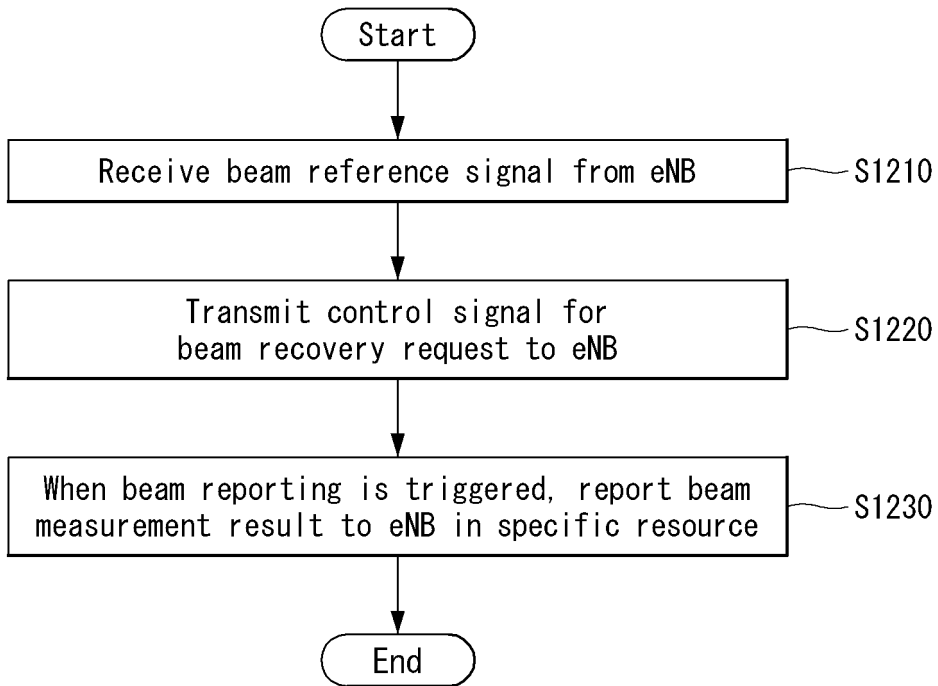 Start
Receive beam reference signal from eNB
S1210
Transmit control signal for
beam recovery request to eNB
S1220
When beam reporting is triggered, report beam
measurement result to eNB in specific resource
S1230
End